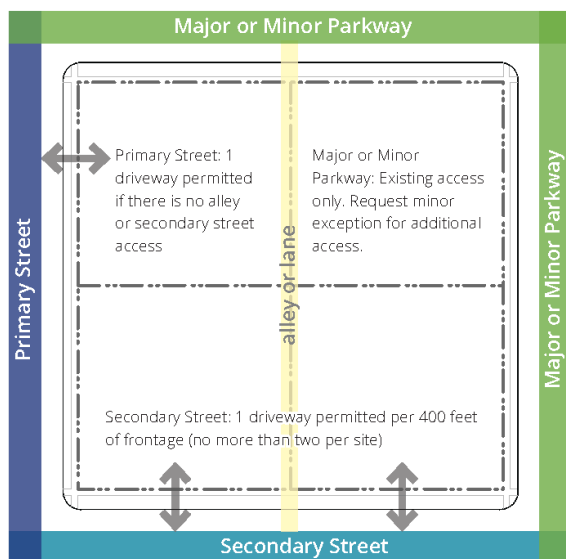 Major or Minor Parkway
Primary Street
Primary Street: 1
driveway permitted
if there is no alley
or secondary street
access
alley or lane
Major or Minor
Parkway: Existing access
only. Request minor
exception for additional
access.
Major or Minor Parkway
Secondary Street: 1 driveway permitted per 400 feet
of frontage (no more than two per site)
Secondary Street